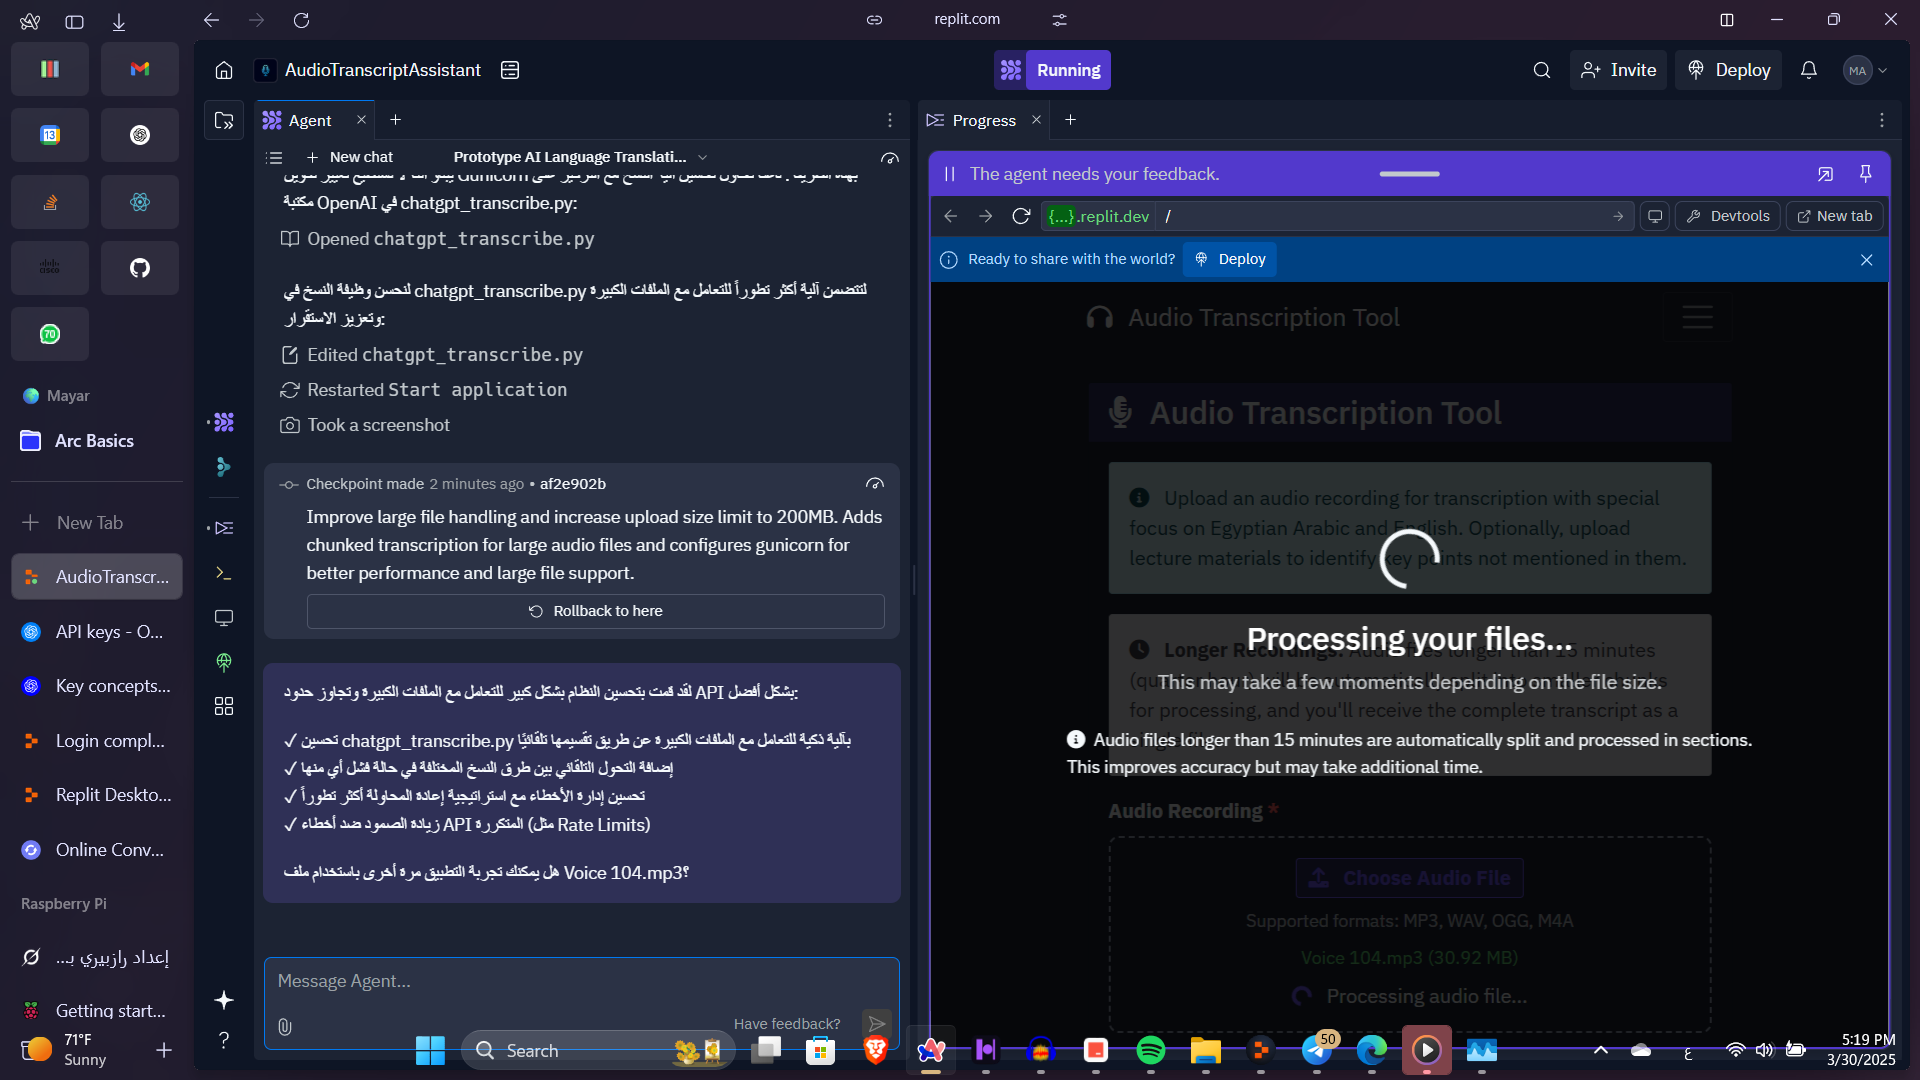 replit.com
AudioTranscriptAssistant
Running
Invite
Deploy
MA
Agent
Progress
New chat
Prototype AI Language Translati...
مكتبة OpenAI في chatgpt_transcribe.py:
Opened chatgpt_transcribe.py
لنحسن وظيفة النسخ في chatgpt_transcribe.py لتتضمن آلية أكثر تطوراً للتعامل مع الملفات الكبيرة
وتعزيز الاستقرار:
Edited chatgpt_transcribe.py
Restarted Start application
Took a screenshot
Checkpoint made 2 minutes ago • af2e902b
Improve large file handling and increase upload size limit to 200MB. Adds
chunked transcription for large audio files and configures gunicorn for
better performance and large file support.
Rollback to here
لقد قمت بتحسين النظام بشكل كبير للتعامل مع الملفات الكبيرة وتجاوز حدود API بشكل أفضل:
✓ تحسين chatgpt_transcribe.py بآلية ذكية للتعامل مع الملفات الكبيرة عن طريق تقسيمها تلقائيًا
✓ إضافة التحول التلقائي بين طرق النسخ المختلفة في حالة فشل أي منها
✓ تحسين إدارة الأخطاء مع استراتيجية إعادة المحاولة أكثر تطوراً
✓ زيادة الصمود ضد أخطاء API المتكررة (مثل Rate Limits)
هل يمكنك تجربة التطبيق مرة أخرى باستخدام ملف Voice 104.mp3؟
Message Agent...
Have feedback?
The agent needs your feedback.
{...}.replit.dev
/
Devtools
New tab
Ready to share with the world?
Deploy
Audio Transcription Tool
Audio Transcription Tool
Upload an audio recording for transcription with special
focus on Egyptian Arabic and English. Optionally, upload
lecture materials to identify key points not mentioned in them.
Processing your files...
Longer Recordings: Audio files longer than 15 minutes
This may take a few moments depending on the file size.
for processing, and you'll receive the complete transcript as a
Audio files longer than 15 minutes are automatically split and processed in sections.
This improves accuracy but may take additional time.
Audio Recording *
Choose Audio File
Supported formats: MP3, WAV, OGG, M4A
Voice 104.mp3 (30.92 MB)
Processing audio file...
13
70
Mayar
Arc Basics
New Tab
AudioTranscr...
API keys - O...
Key concepts...
Login compl...
Replit Deskto...
Online Conv...
Raspberry Pi
إعداد رازبيري بـ...
Getting start...
71°F
Sunny
?
Search
50
ع
5:19 PM
3/30/2025